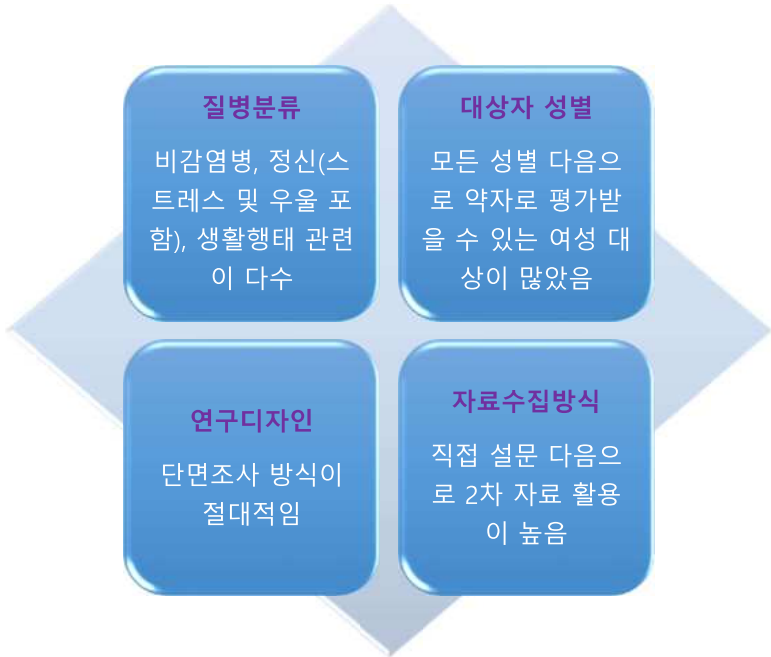 질병분류
비감염병, 정신(스
트레스 및 우울 포
함), 생활행태 관련
이 다수
대상자 성별
모든 성별 다음으
로 약자로 평가받
을 수 있는 여성 대
상이 많았음
연구디자인
단면조사 방식이
절대적임
자료수집방식
직접 설문 다음으
로 2차 자료 활용
이 높음